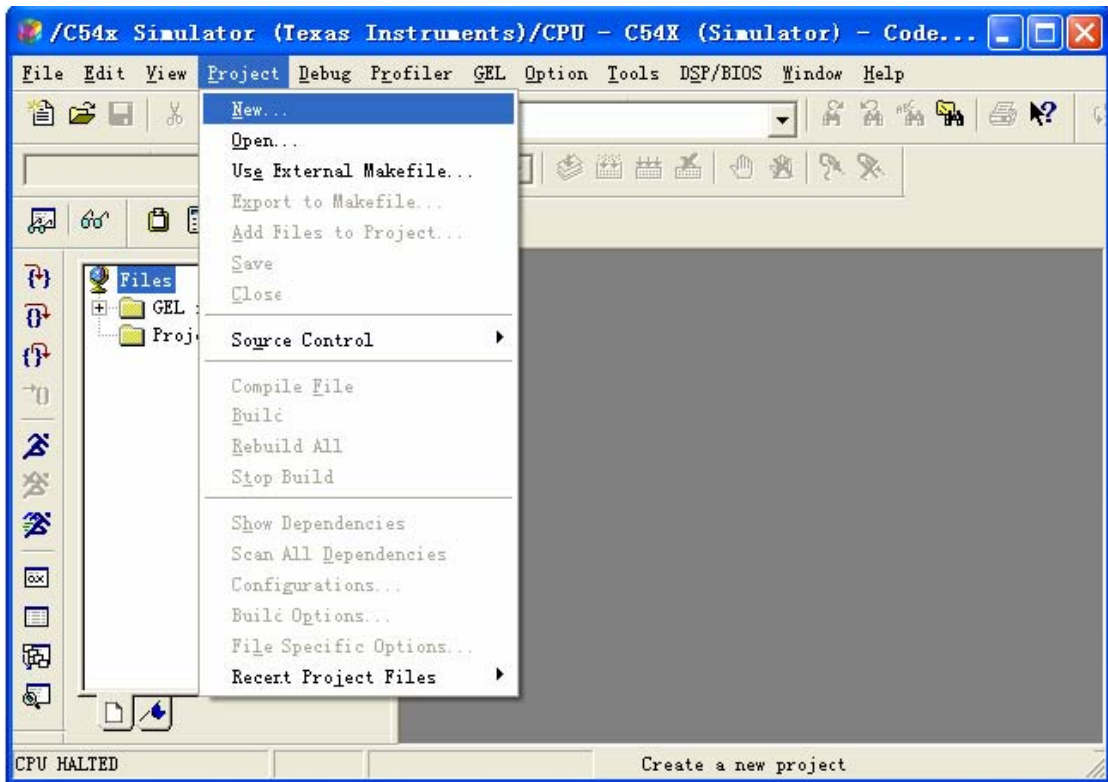 /C54x Simulator (Texas Instruments)/CPU - C54X (Simulator) - Code...
File Edit View Project Debug Profiler GEL Option Tools DSP/BIOS Window Help
New...
Open...
Use External Makefile...
Export to Makefile...
Add Files to Project...
Save
Close
Source Control
Compile File
Build
Rebuild All
Stop Build
Show Dependencies
Scan All Dependencies
Configurations...
Build Options...
File Specific Options...
Recent Project Files
Files
GEL
Proj
CPU HALTED
Create a new project